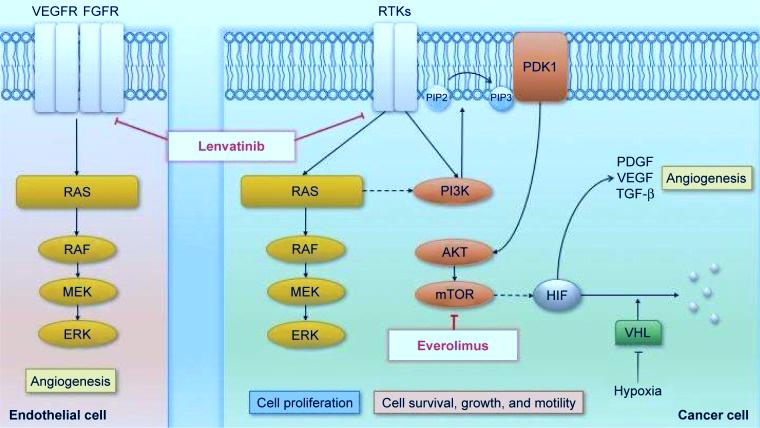 VEGFR FGFR
RTKs
PDK1
PIP2
PIP3
Lenvatinib
PDGF
VEGF
TGF-β
Angiogenesis
RAS
RAS
PI3K
RAF
RAF
AKT
MEK
MEK
mTOR
HIF
ERK
ERK
Everolimus
VHL
Angiogenesis
Hypoxia
Cell proliferation
Cell survival, growth, and motility
Endothelial cell
Cancer cell